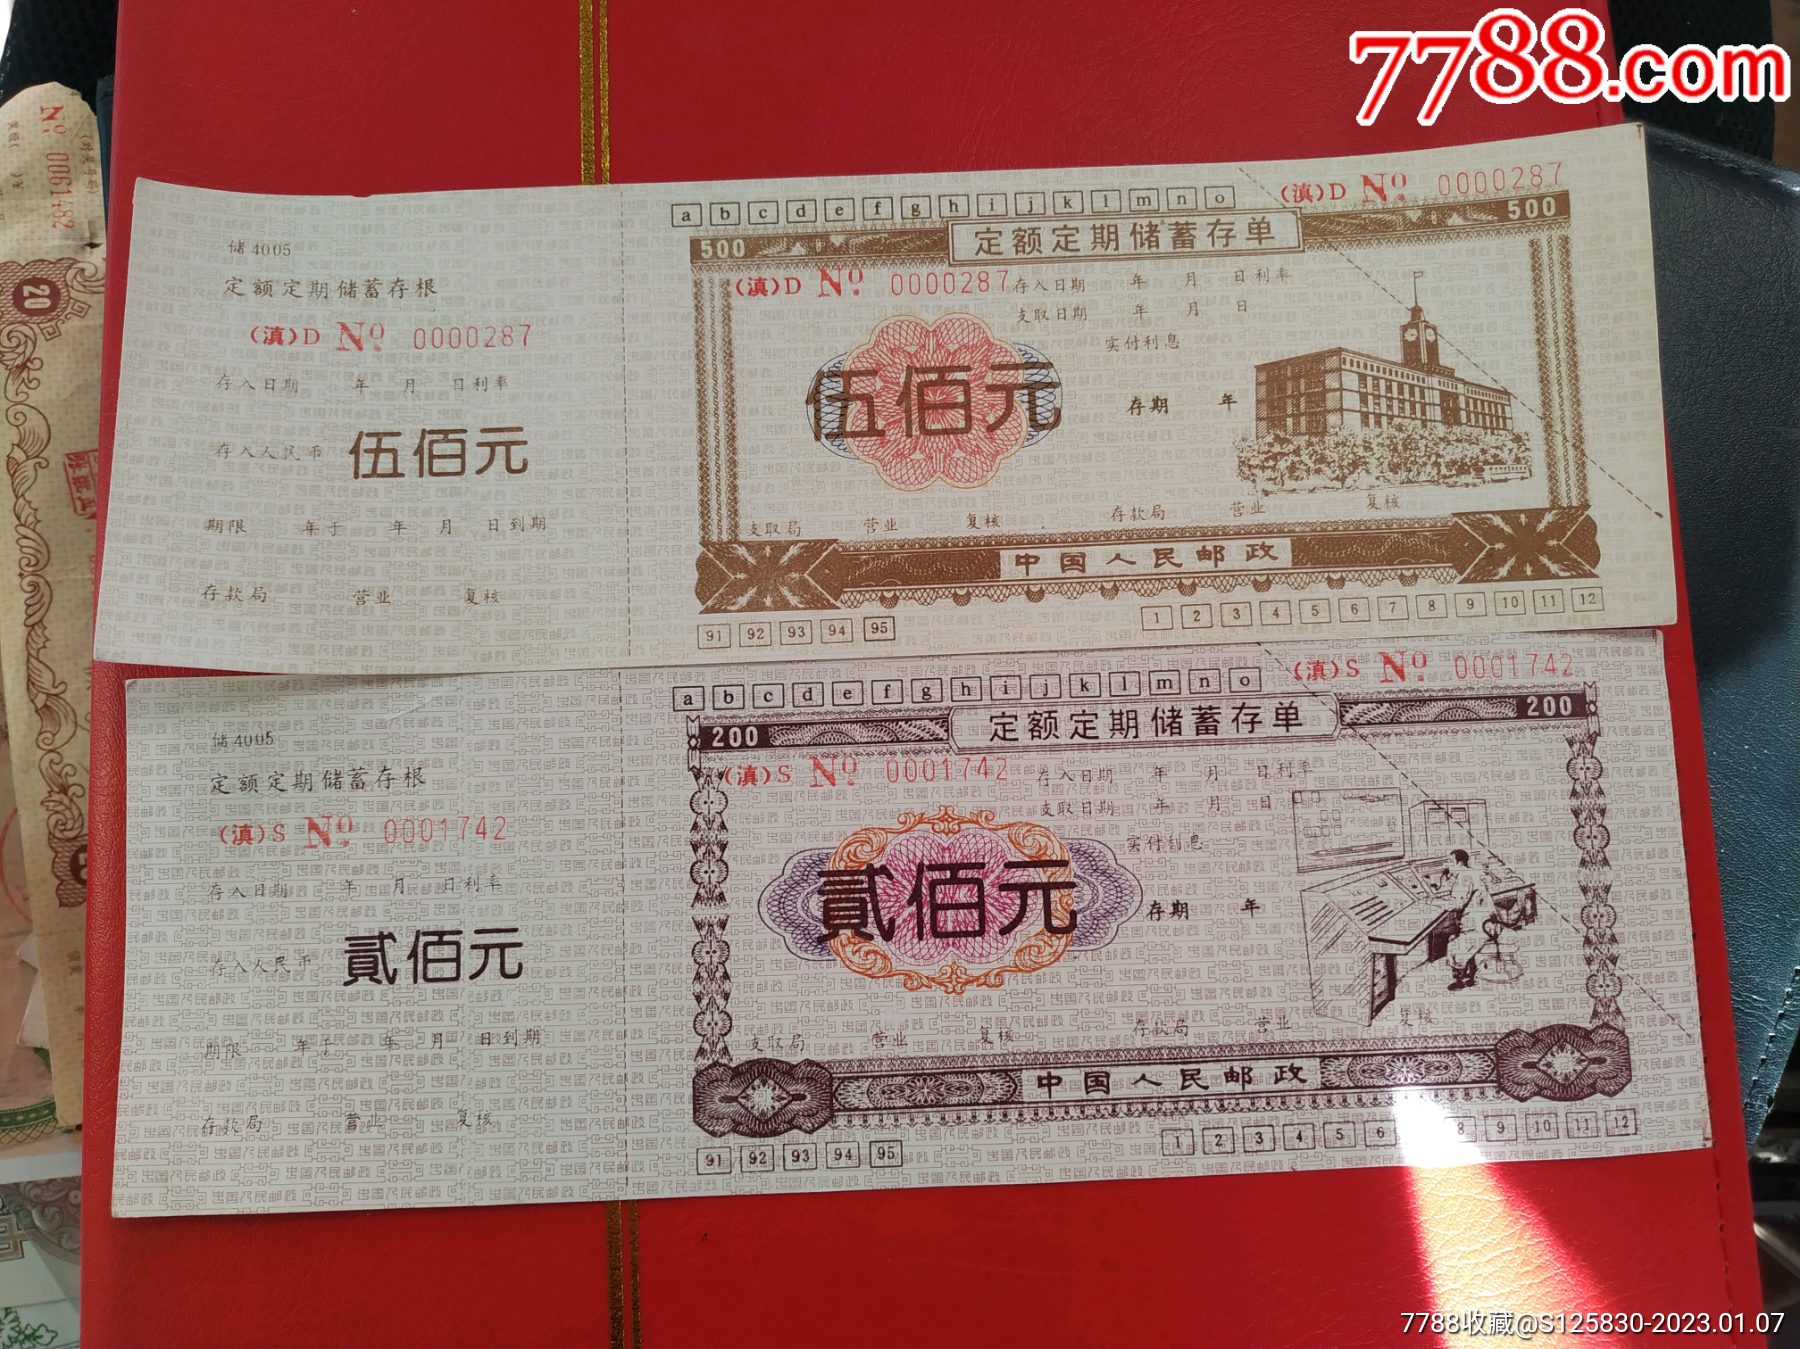 7788.com
№ 0061482
20
储4005
定额定期储蓄存根
(滇)D № 0000287
存入日期 年 月 日利率
存入人民币 伍佰元
期限 年于 年 月 日到期
存款局 营业 复核
a b c d e f g h i j k l m n o
(滇)D № 0000287
500 定额定期储蓄存单 500
(滇)D № 0000287 存入日期 年 月 日利率
支取日期 年 月 日
实付利息
伍佰元
存期 年
支取局 营业 复核 存款局 营业 复核
中国人民邮政
91 92 93 94 95
1 2 3 4 5 6 7 8 9 10 11 12
储4005
定额定期储蓄存根
(滇)S № 0001742
存入日期 年 月 日利率
存入人民币 貳佰元
期限 年于 年 月 日到期
存款局 营业 复核
a b c d e f g h i j k l m n o
(滇)S № 0001742
200 定额定期储蓄存单 200
(滇)S № 0001742 存入日期 年 月 日利率
支取日期 年 月 日
实付利息
貳佰元
存期 年
支取局 营业 复核 存款局 营业 复核
中国人民邮政
91 92 93 94 95
1 2 3 4 5 6 8 9 10 11 12
7788收藏@S125830-2023.01.07